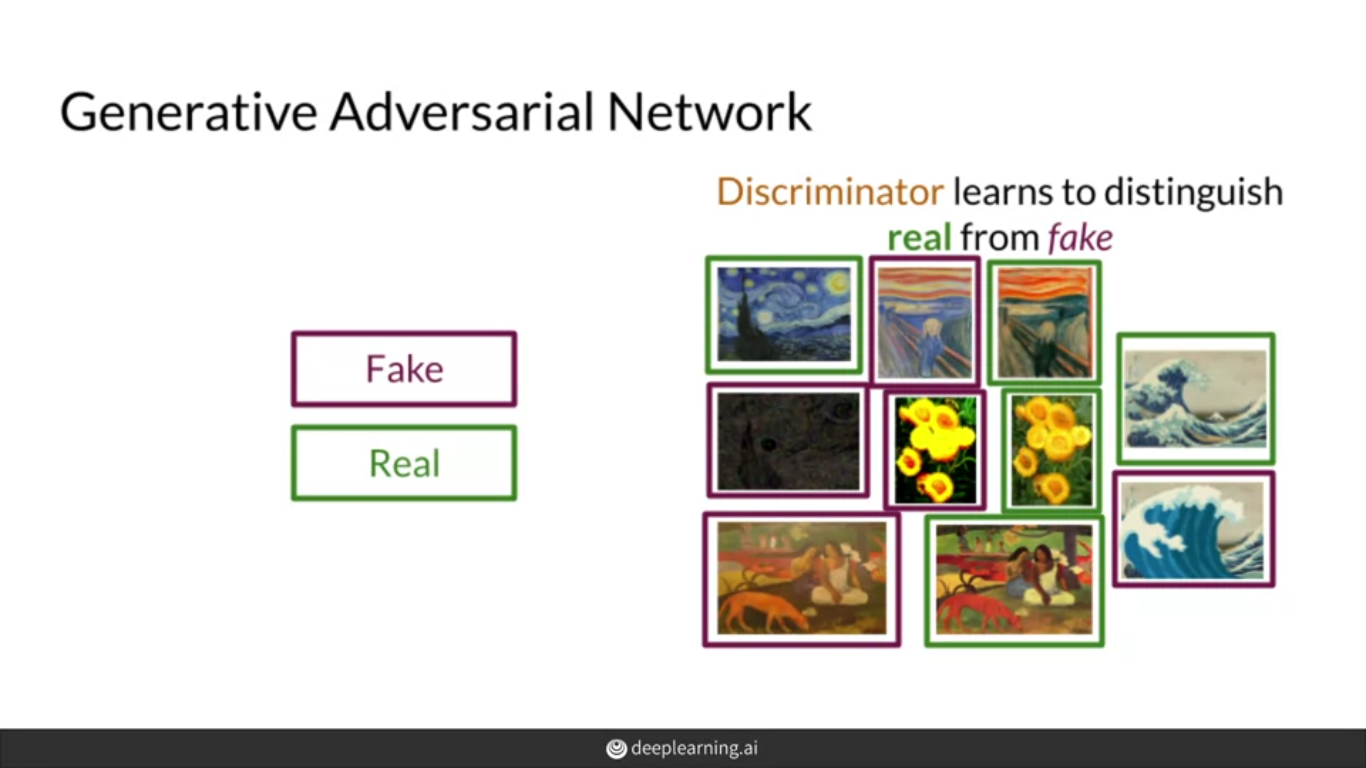 Generative Adversarial Network
Discriminator learns to distinguish
real from fake
Fake
Real
deeplearning.ai